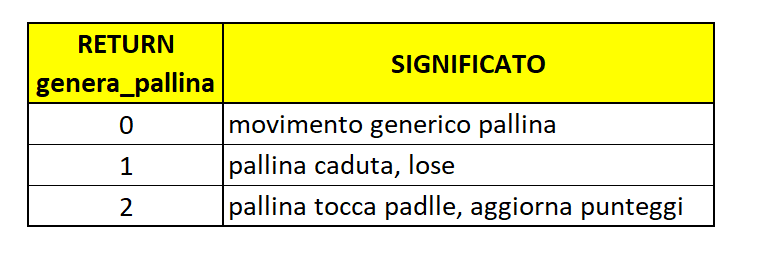 RETURN
genera_pallina
SIGNIFICATO
0 movimento generico pallina
1 pallina caduta, lose
2 pallina tocca padlle, aggiorna punteggi